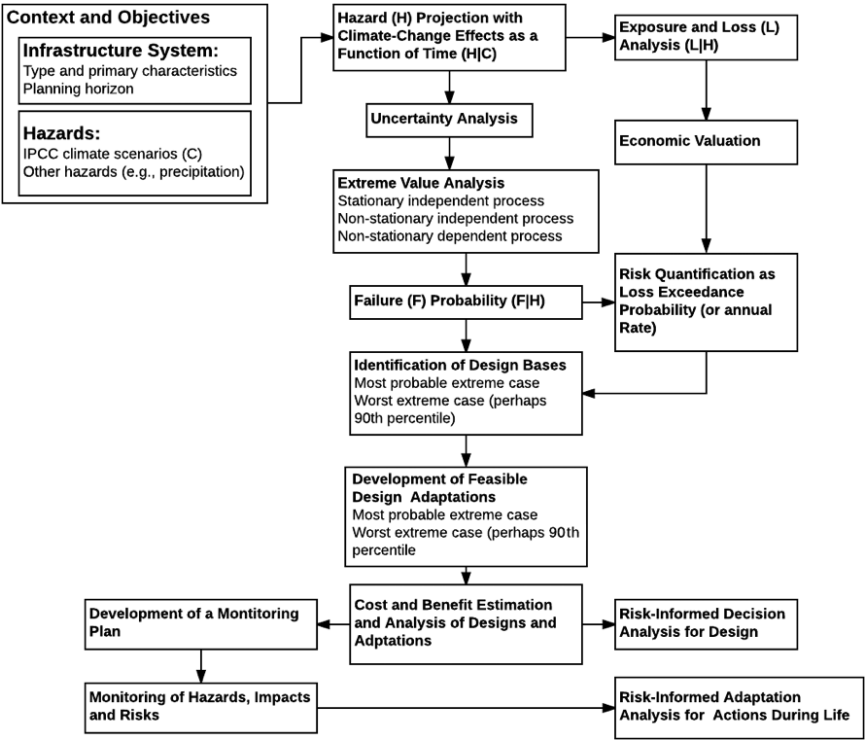 Context and Objectives
Infrastructure System:
Type and primary characteristics
Planning horizon
Hazards:
IPCC climate scenarios (C)
Other hazards (e.g., precipitation)
Hazard (H) Projection with
Climate-Change Effects as a
Function of Time (H|C)
Exposure and Loss (L)
Analysis (L|H)
Uncertainty Analysis
Economic Valuation
Extreme Value Analysis
Stationary independent process
Non-stationary independent process
Non-stationary dependent process
Failure (F) Probability (F|H)
Risk Quantification as
Loss Exceedance
Probability (or annual
Rate)
Identification of Design Bases
Most probable extreme case
Worst extreme case (perhaps
90th percentile)
Development of Feasible
Design Adaptations
Most probable extreme case
Worst extreme case (perhaps 90th
percentile
Cost and Benefit Estimation
and Analysis of Designs and
Adptations
Development of a Montitoring
Plan
Risk-Informed Decision
Analysis for Design
Monitoring of Hazards, Impacts
and Risks
Risk-Informed Adaptation
Analysis for Actions During Life